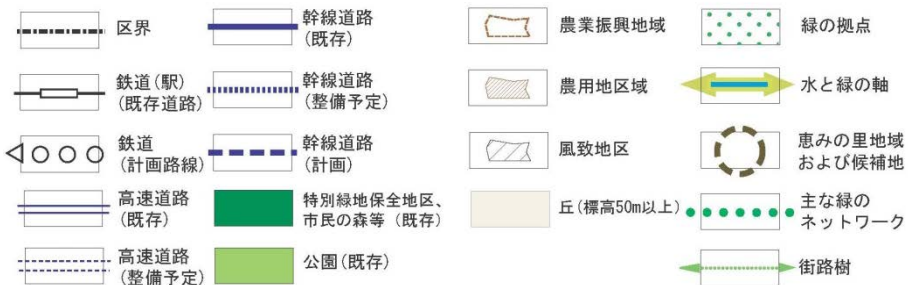 区界
鉄道(駅)
(既存道路)
鉄道
(計画路線)
高速道路
(既存)
高速道路
(整備予定)
幹線道路
(既存)
幹線道路
(整備予定)
幹線道路
(計画)
特別緑地保全地区、
市民の森等 (既存)
公園(既存)
農業振興地域
農用地区域
風致地区
丘(標高50m以上)
緑の拠点
水と緑の軸
恵みの里地域
および候補地
主な緑の
ネットワーク
街路樹